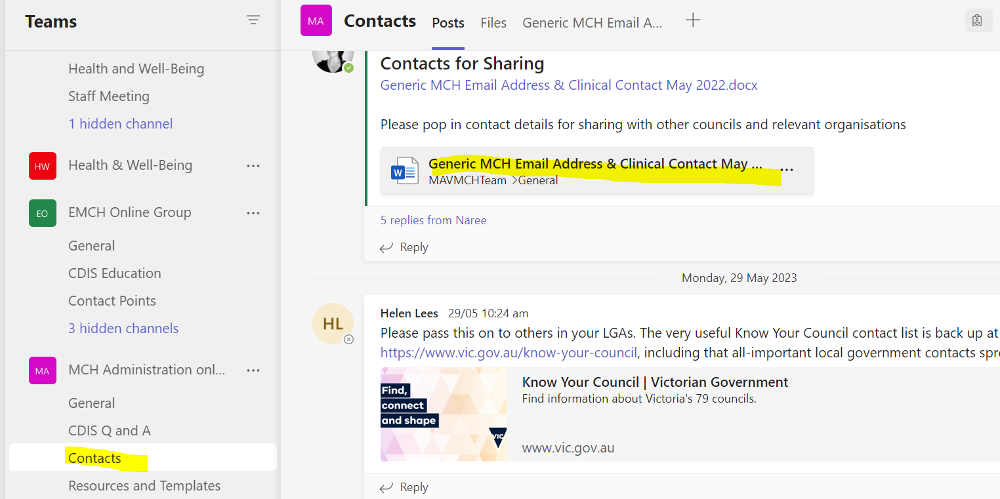 Teams
Health and Well-Being
Staff Meeting
1 hidden channel
HW
Health & Well-Being
EO
EMCH Online Group
General
CDIS Education
Contact Points
3 hidden channels
MA
MCH Administration onl...
General
CDIS Q and A
Contacts
Resources and Templates
MA
Contacts
Posts
Files
Generic MCH Email A...
Contacts for Sharing
Generic MCH Email Address & Clinical Contact May 2022.docx
Please pop in contact details for sharing with other councils and relevant organisations
W
Generic MCH Email Address & Clinical Contact May ...
MAVMCHTeam >General
5 replies from Naree
Reply
Monday, 29 May 2023
HL
Helen Lees 29/05 10:24 am
Please pass this on to others in your LGAs. The very useful Know Your Council contact list is back up at
https://www.vic.gov.au/know-your-council, including that all-important local government contacts spre
Find,
connect
and shape
VIC
Know Your Council | Victorian Government
Find information about Victoria's 79 councils.
www.vic.gov.au
Reply